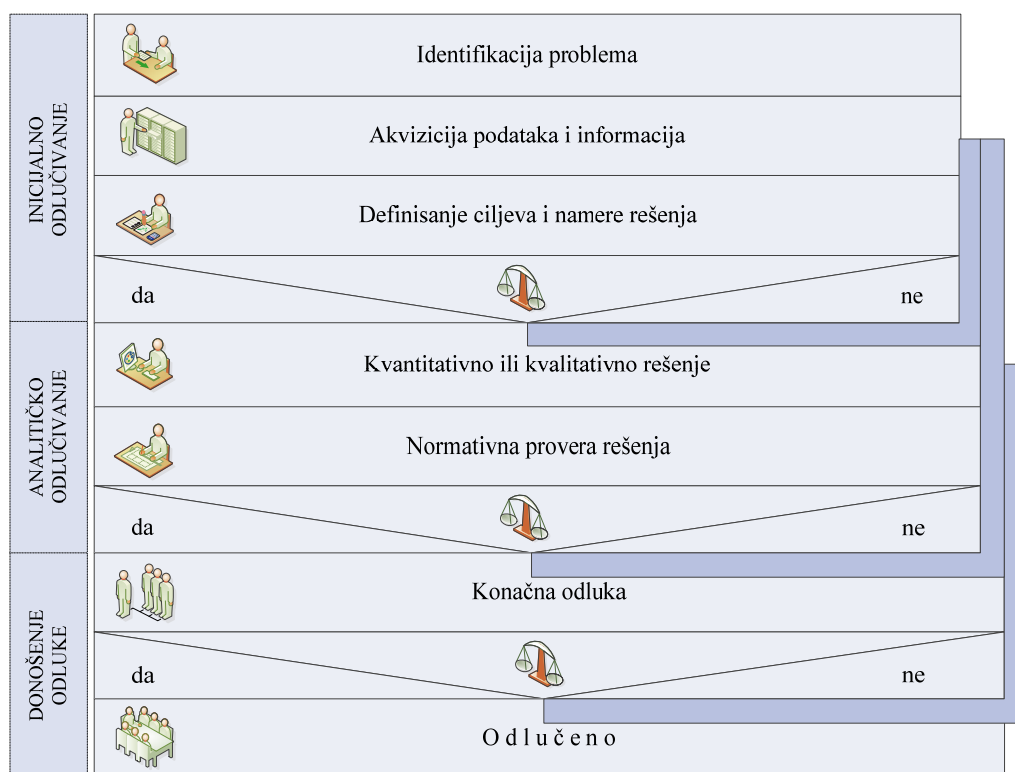 INICIJALNO
ODLUČIVANJE
Identifikacija problema
Akvizicija podataka i informacija
Definisanje ciljeva i namere rešenja
da
ne
ANALITIČKO
ODLUČIVANJE
Kvantitativno ili kvalitativno rešenje
Normativna provera rešenja
da
ne
DONOŠENJE
ODLUKE
Konačna odluka
da
ne
O d l u č e n o